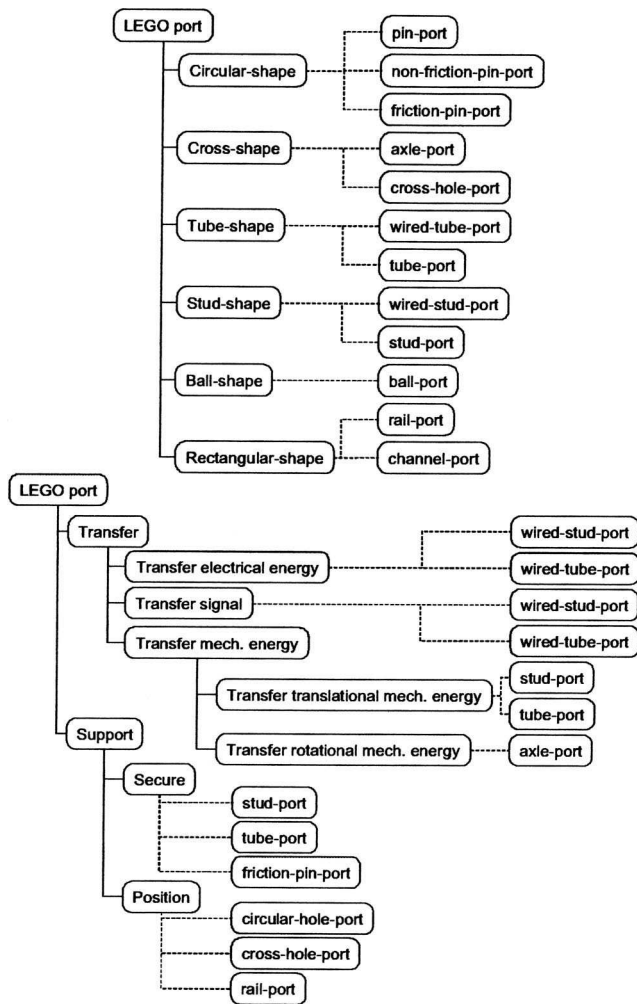 LEGO port
pin-port
Circular-shape
non-friction-pin-port
friction-pin-port
Cross-shape
axle-port
cross-hole-port
Tube-shape
wired-tube-port
tube-port
Stud-shape
wired-stud-port
stud-port
Ball-shape
ball-port
rail-port
Rectangular-shape
channel-port
LEGO port
Transfer
wired-stud-port
Transfer electrical energy
wired-tube-port
Transfer signal
wired-stud-port
Transfer mech. energy
wired-tube-port
stud-port
Transfer translational mech. energy
tube-port
Support
Transfer rotational mech. energy
axle-port
Secure
stud-port
tube-port
friction-pin-port
Position
circular-hole-port
cross-hole-port
rail-port